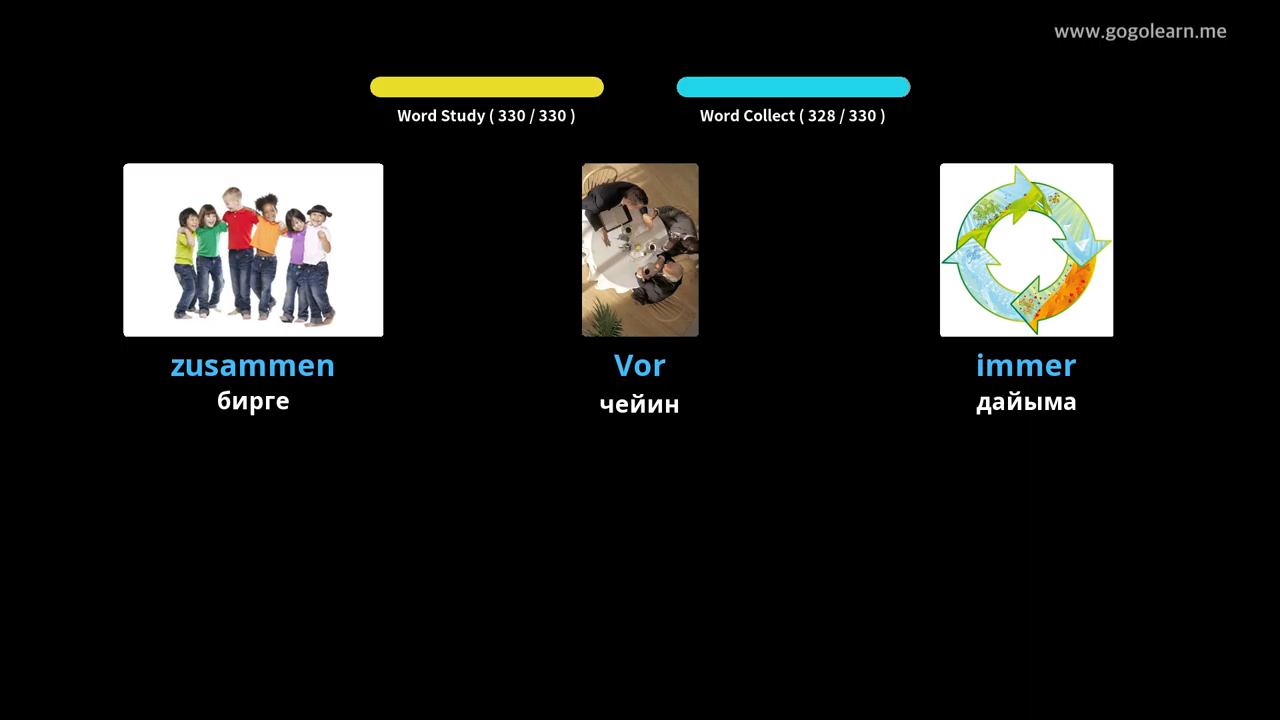 www.gogolearn.me
Word Study ( 330 / 330 )
Word Collect ( 328 / 330 )
zusammen
бирге
Vor
чейин
immer
дайыма